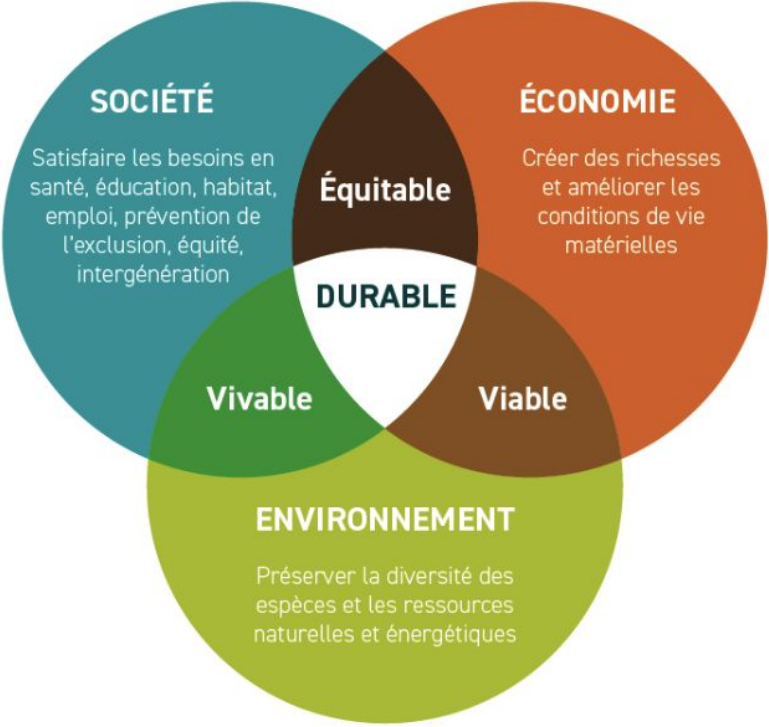 SOCIÉTÉ
Satisfaire les besoins en
santé, éducation, habitat,
emploi, prévention de
l'exclusion, équité,
intergénération
Équitable
ÉCONOMIE
Créer des richesses
et améliorer les
conditions de vie
matérielles
DURABLE
Vivable
Viable
ENVIRONNEMENT
Préserver la diversité des
espèces et les ressources
naturelles et énergétiques